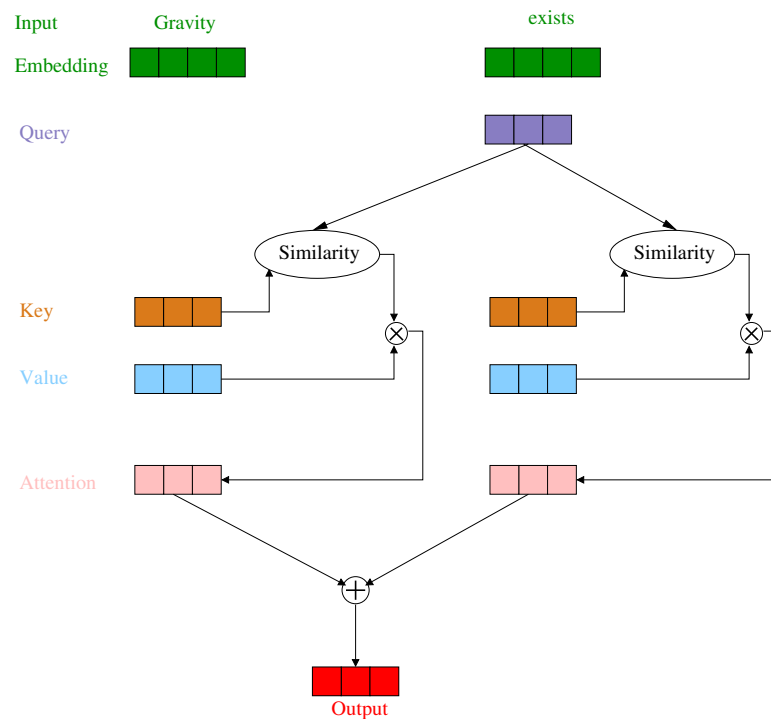 Input Gravity exists
Embedding
Query
Similarity Similarity
Key
Value
Attention
Output